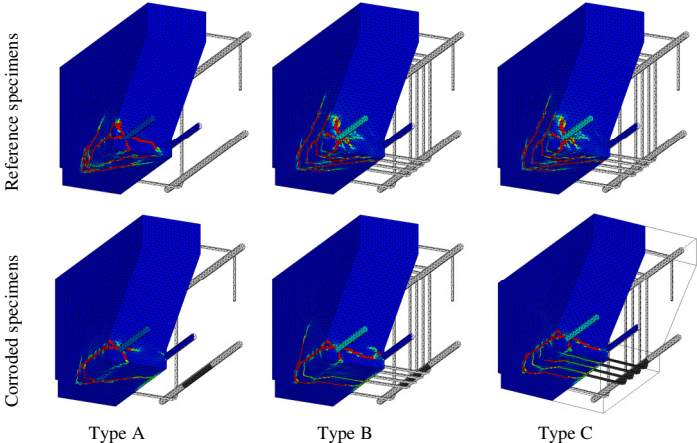 Reference specimens
Corroded specimens
Type A
Type B
Type C